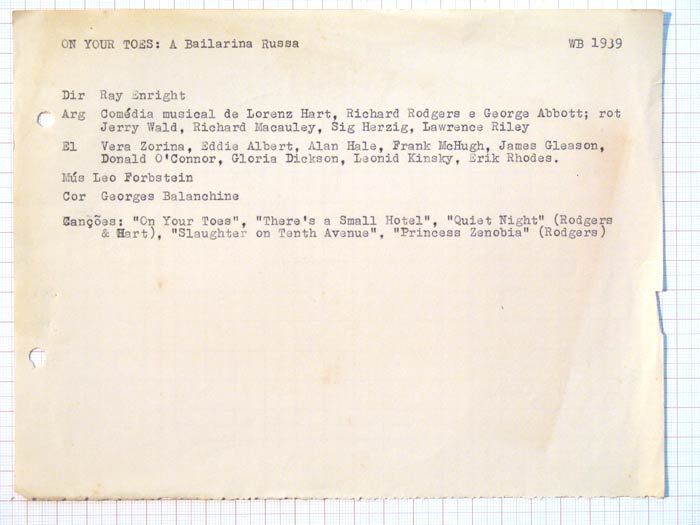 ON YOUR TOES: A Bailarina Russa WB 1939
Dir Ray Enright
Arg Comédia musical de Lorenz Hart, Richard Rodgers e George Abbott; rot
Jerry Wald, Richard Macauley, Sig Herzig, Lawrence Riley
El Vera Zorina, Eddie Albert, Alan Hale, Frank McHugh, James Gleason,
Donald O'Connor, Gloria Dickson, Leonid Kinsky, Erik Rhodes.
Mús Leo Forbstein
Cor Georges Balanchine
Canções: "On Your Toes", "There's a Small Hotel", "Quiet Night" (Rodgers
& Hart), "Slaughter on Tenth Avenue", "Princess Zenobia" (Rodgers)